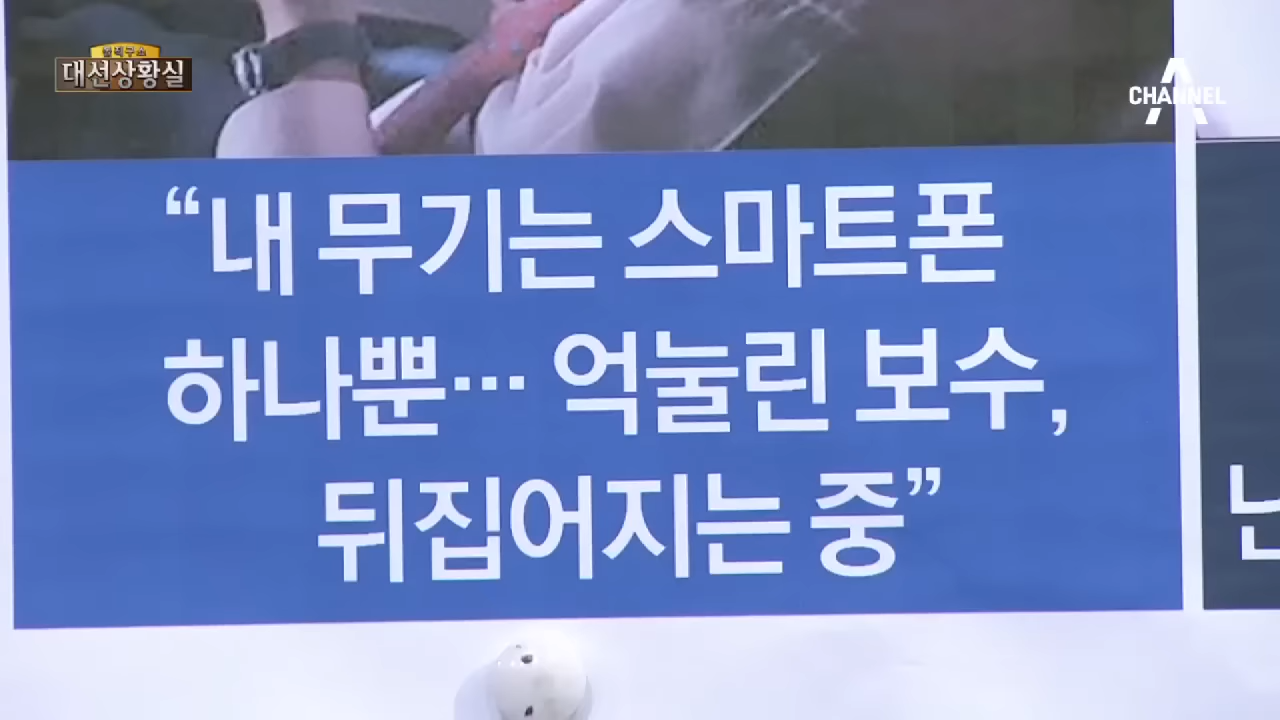 대선상황실
CHANNEL A
“내 무기는 스마트폰
하나뿐… 억눌린 보수,
뒤집어지는 중”